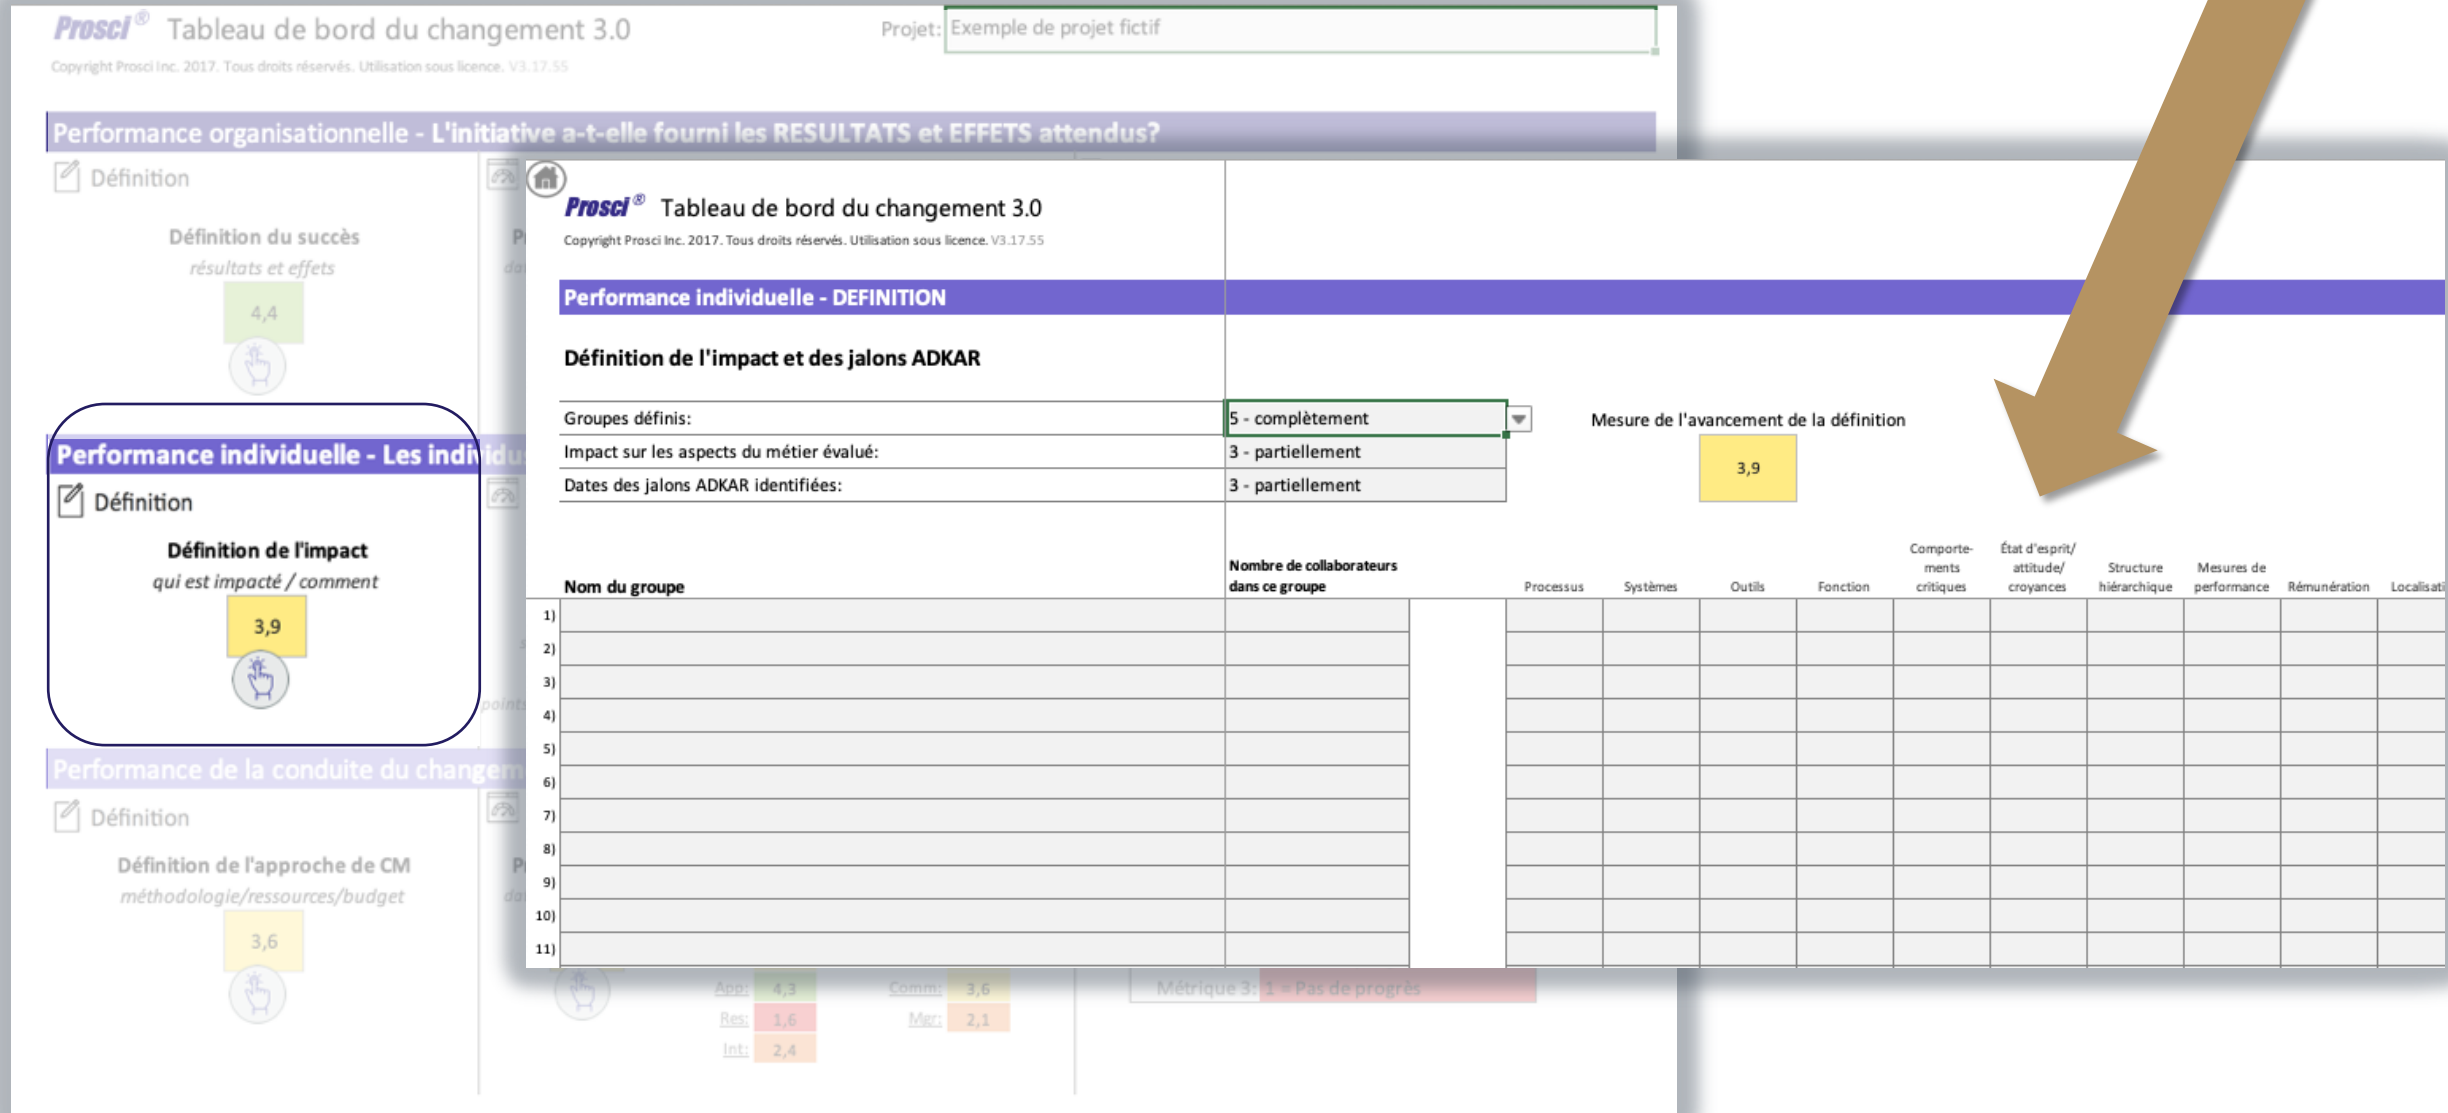 Prosci® Tableau de bord du changement 3.0
Projet: Exemple de projet fictif
Copyright Prosci Inc. 2017. Tous droits réservés. Utilisation sous licence. V3.17.55
Performance organisationnelle - L'initiative a-t-elle fourni les RESULTATS et EFFETS attendus?
Définition
Définition du succès
résultats et effets
4,4
Performance individuelle - Les individus
Définition
Définition de l'impact
qui est impacté / comment
3,9
points
Performance de la conduite du changem
Définition
Définition de l'approche de CM
méthodologie/ressources/budget
3,6
App: 4,3
Comm: 3,6
Métrique 3: 1 = Pas de progrès
Res: 1,6
Mgr: 2,1
Int: 2,4
Prosci® Tableau de bord du changement 3.0
Copyright Prosci Inc. 2017. Tous droits réservés. Utilisation sous licence. V3.17.55
Performance individuelle - DEFINITION
Définition de l'impact et des jalons ADKAR
Groupes définis: 5 - complètement
Mesure de l'avancement de la définition
Impact sur les aspects du métier évalué: 3 - partiellement
3,9
Dates des jalons ADKAR identifiées: 3 - partiellement
Nom du groupe
Nombre de collaborateurs
dans ce groupe
Processus
Systèmes
Outils
Fonction
Comporte-
ments
critiques
État d'esprit/
attitude/
croyances
Structure
hiérarchique
Mesures de
performance
Rémunération
Localisati
1)
2)
3)
4)
5)
6)
7)
8)
9)
10)
11)